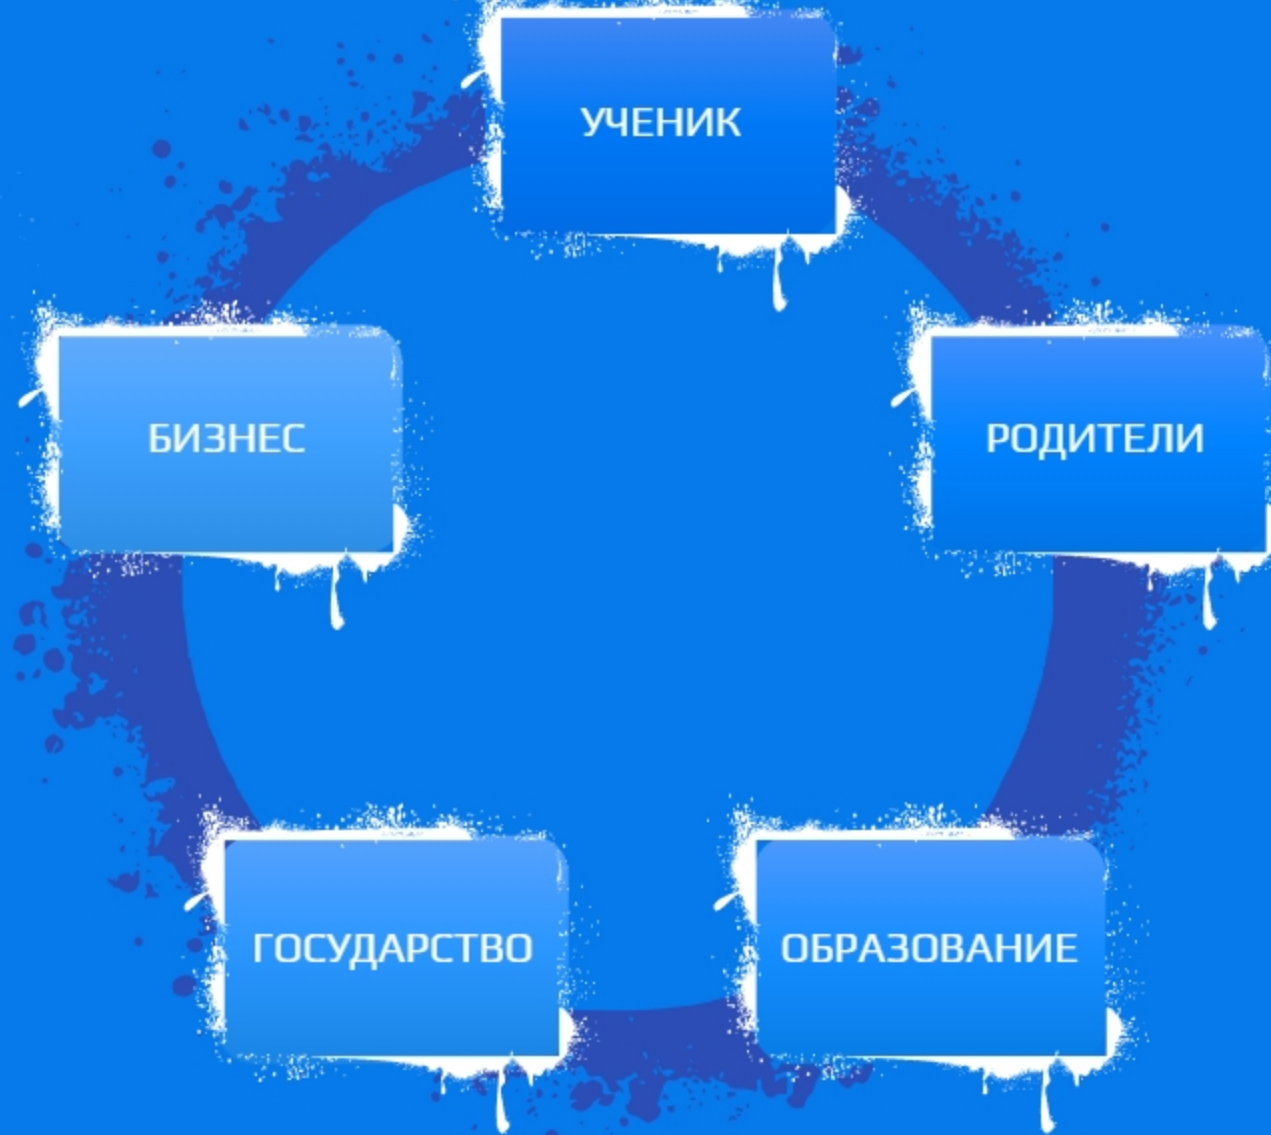 УЧЕНИК
БИЗНЕС
РОДИТЕЛИ
ГОСУДАРСТВО
ОБРАЗОВАНИЕ